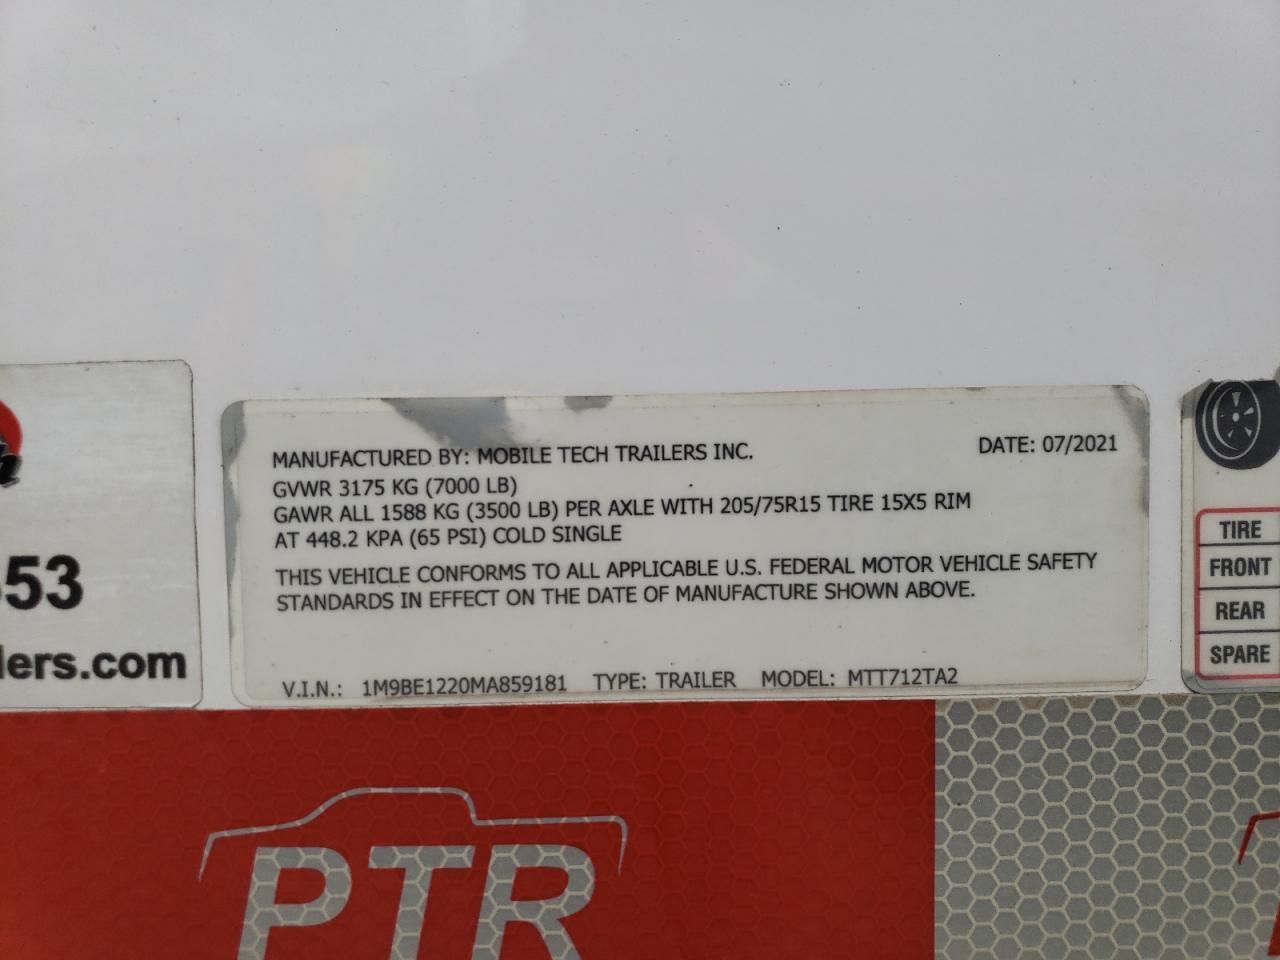 MANUFACTURED BY: MOBILE TECH TRAILERS INC. DATE: 07/2021
GVWR 3175 KG (7000 LB)
GAWR ALL 1588 KG (3500 LB) PER AXLE WITH 205/75R15 TIRE 15X5 RIM
AT 448.2 KPA (65 PSI) COLD SINGLE
THIS VEHICLE CONFORMS TO ALL APPLICABLE U.S. FEDERAL MOTOR VEHICLE SAFETY
STANDARDS IN EFFECT ON THE DATE OF MANUFACTURE SHOWN ABOVE.
V.I.N.: 1M9BE1220MA859181 TYPE: TRAILER MODEL: MTT712TA2
53
lers.com
TIRE
FRONT
REAR
SPARE
PTR